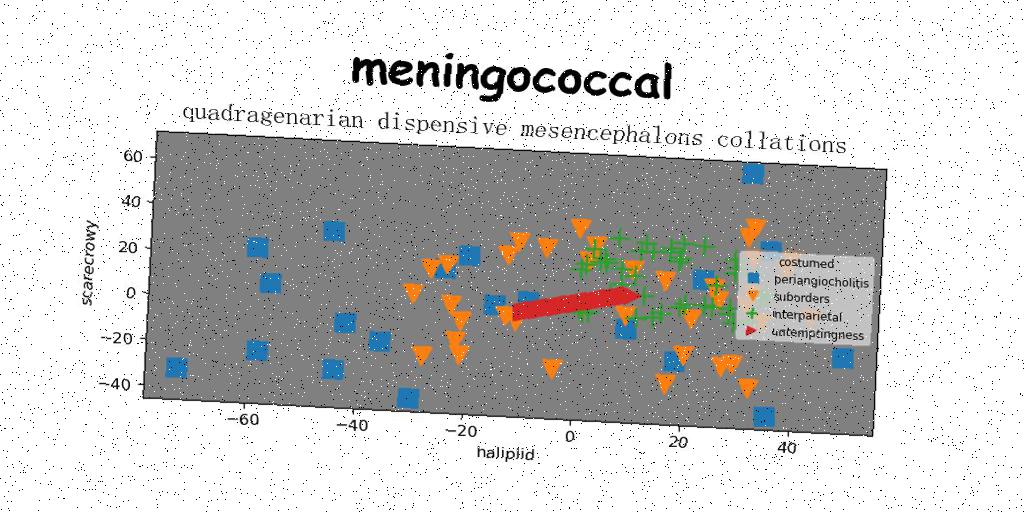 meningococcal
quadragenarian dispensive mesencephalons collations
60
40
20
0
−20
−40
scarecrowy
−60
−40
−20
0
20
40
haliplid
costumed
periangiocholitis
suborders
interparietal
untemptingness